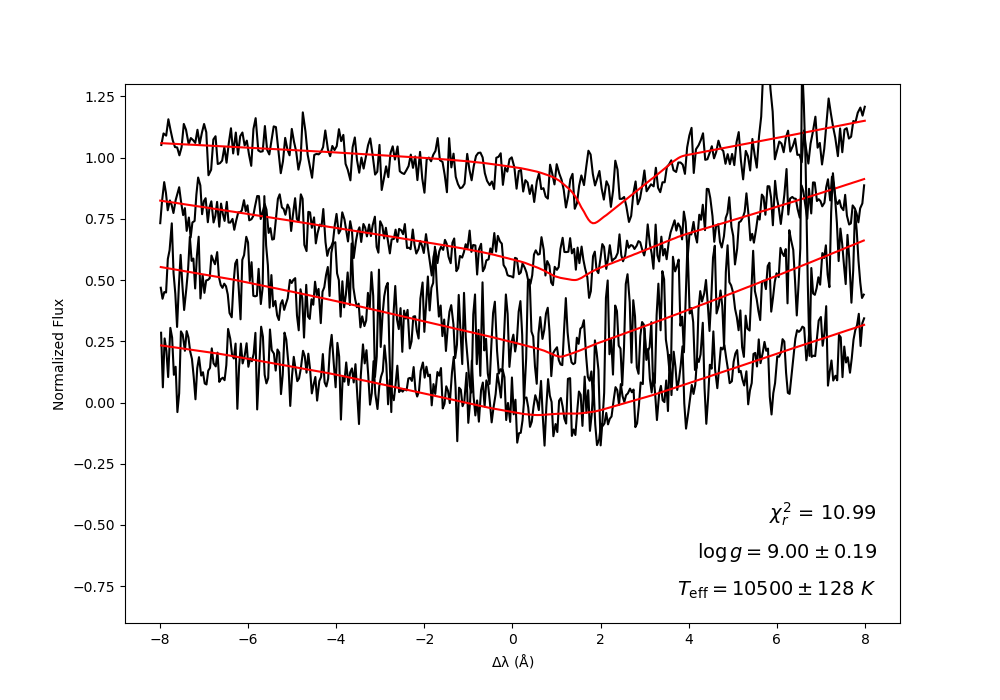 1.25
1.00
0.75
0.50
0.25
0.00
−0.25
−0.50
−0.75
Normalized Flux
χ²ᵣ = 10.99
log g = 9.00 ± 0.19
T_eff = 10500 ± 128 K
−8 −6 −4 −2 0 2 4 6 8
Δλ (Å)